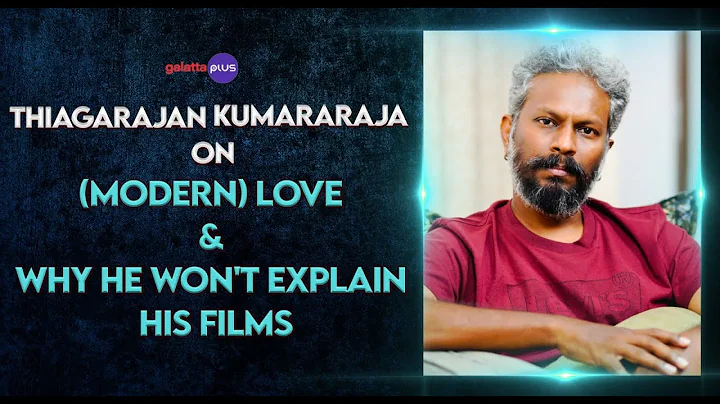 galatta plus
THIAGARAJAN KUMARARAJA
ON
(MODERN) LOVE
&
WHY HE WON'T EXPLAIN
HIS FILMS